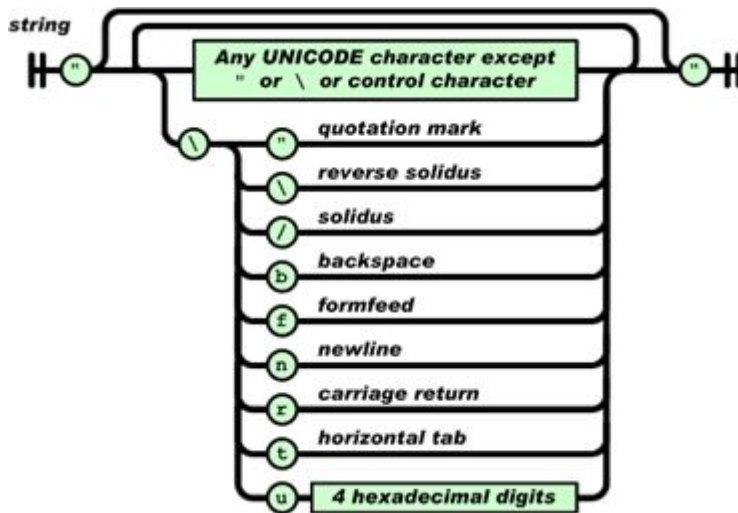 string
" Any UNICODE character except "
" or \ or control character
\ " quotation mark
\ reverse solidus
/ solidus
b backspace
f formfeed
n newline
r carriage return
t horizontal tab
u 4 hexadecimal digits